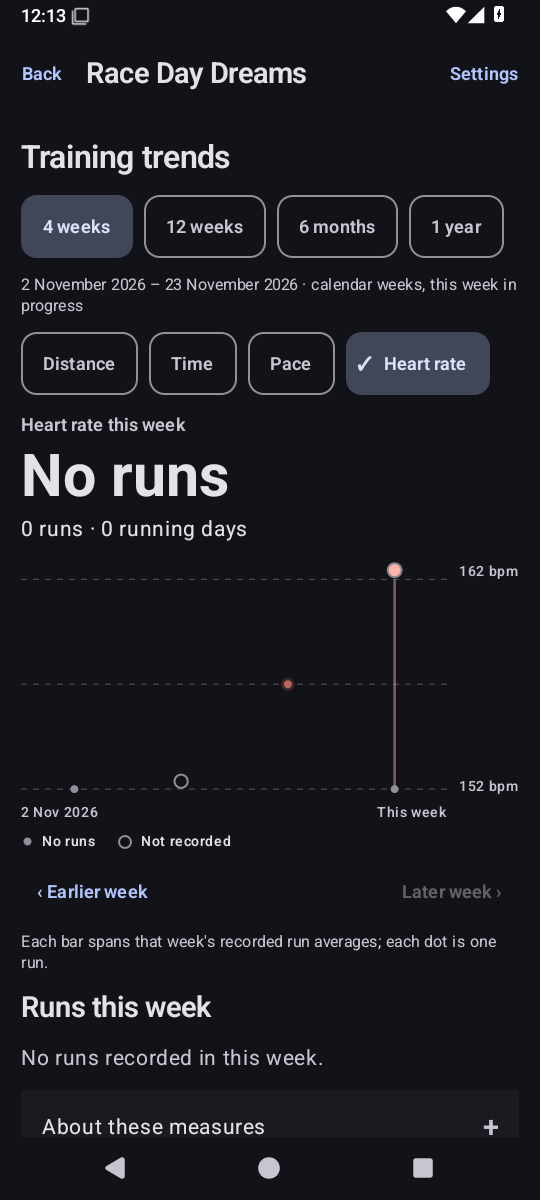 12:13
Back
Race Day Dreams
Settings
Training trends
4 weeks
12 weeks
6 months
1 year
2 November 2026 – 23 November 2026 · calendar weeks, this week in
progress
Distance
Time
Pace
✓ Heart rate
Heart rate this week
No runs
0 runs · 0 running days
162 bpm
152 bpm
2 Nov 2026
This week
No runs
Not recorded
‹ Earlier week
Later week ›
Each bar spans that week's recorded run averages; each dot is one
run.
Runs this week
No runs recorded in this week.
About these measures
+